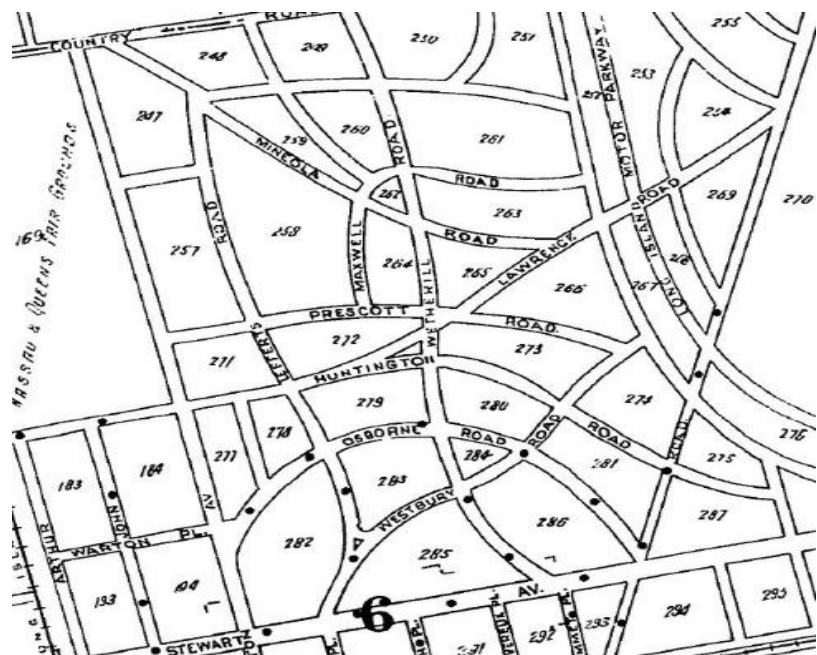 COUNTRY
ROAD
248
249
250
251
253
255
247
MOTOR PARKWAY
254
259
260
ROAD
261
MINEOLA
NASSAU & QUEENS FAIR GROUNDS
169
ROAD
262
ROAD
263
ROAD
269
270
257
258
MAXWELL
264
ROAD
265
LAWRENCE
266
ISLAND
268
267
LONG
WETHERILL
PRESCOTT
ROAD
271
JEFFERIS
272
HUNTINGTON
273
279
280
274
278
277
OSBORNE
ROAD
ROAD
ROAD
ROAD
276
183
184
283
284
281
275
JOHN
AV
WESTBURY
ARTHUR
WARTON PL.
282
285
286
287
193
194
6
AV.
STEWART
PL.
PL.
291
292
293
294
295